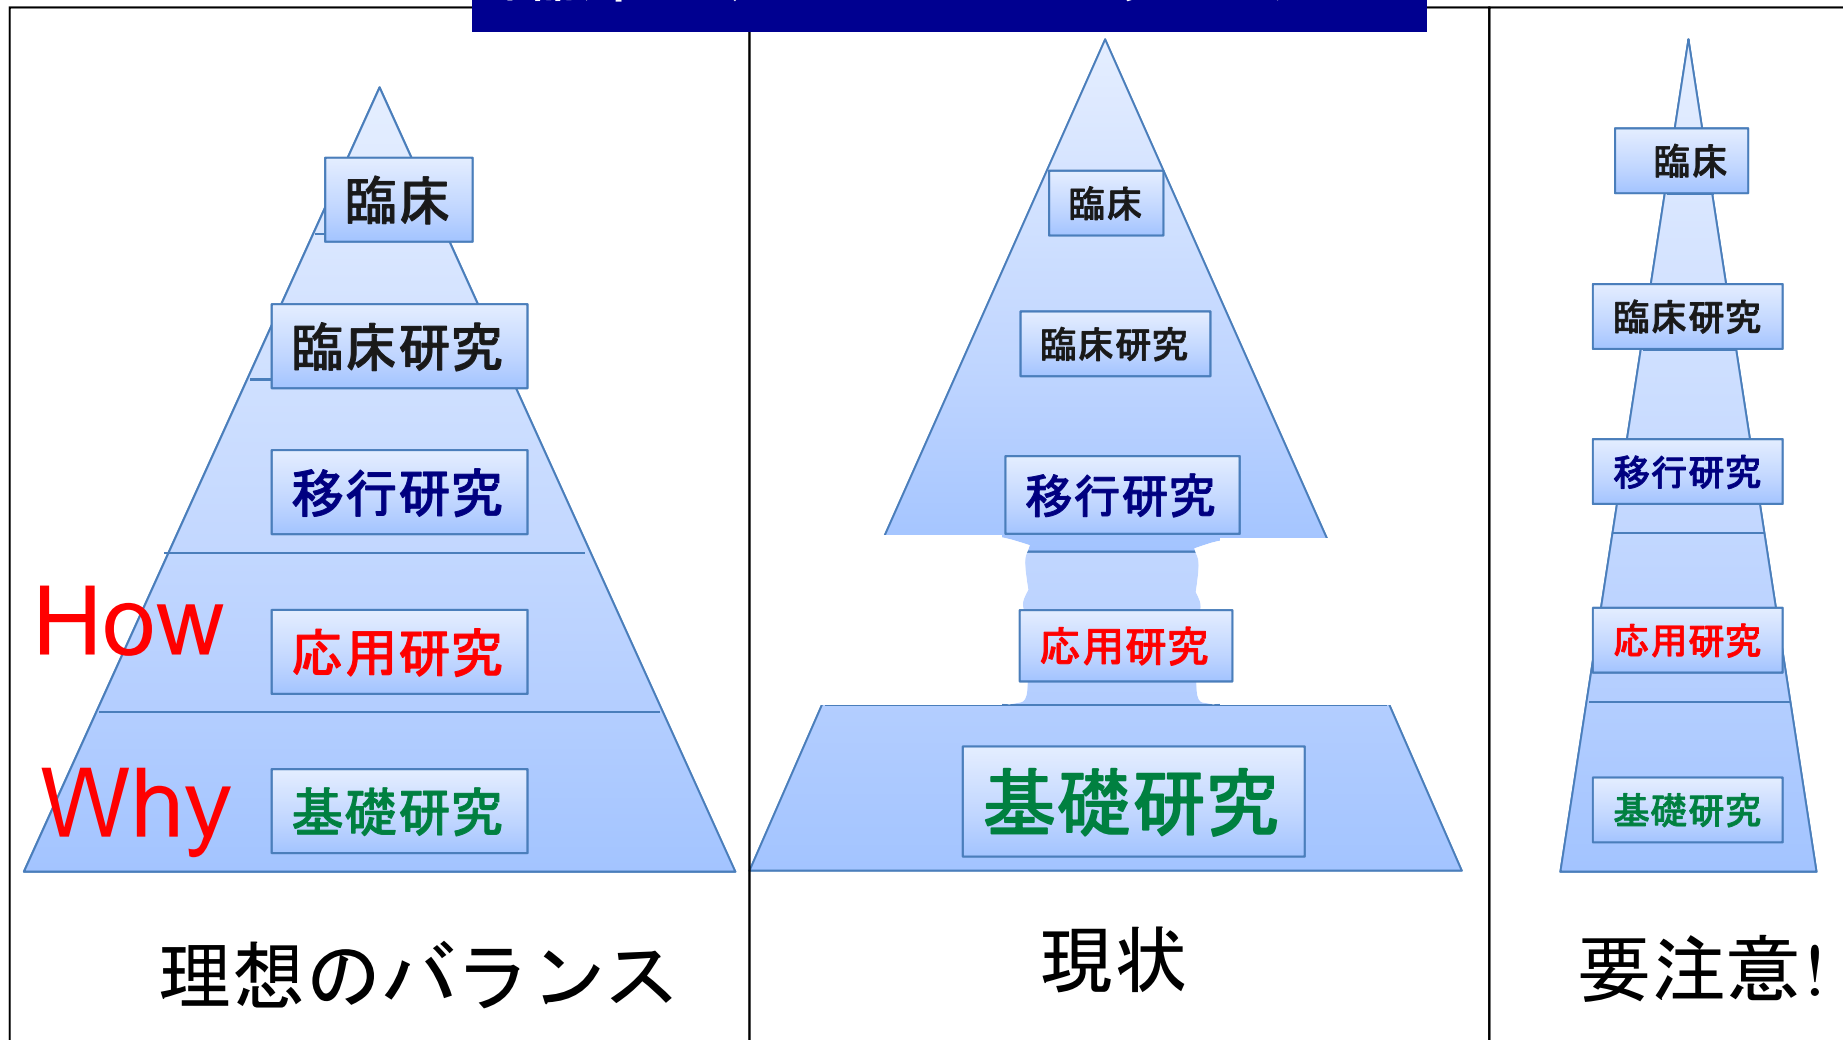 臨床
臨床研究
移行研究
How
応用研究
Why
基礎研究
理想のバランス
臨床
臨床研究
移行研究
応用研究
基礎研究
現状
臨床
臨床研究
移行研究
応用研究
基礎研究
要注意!